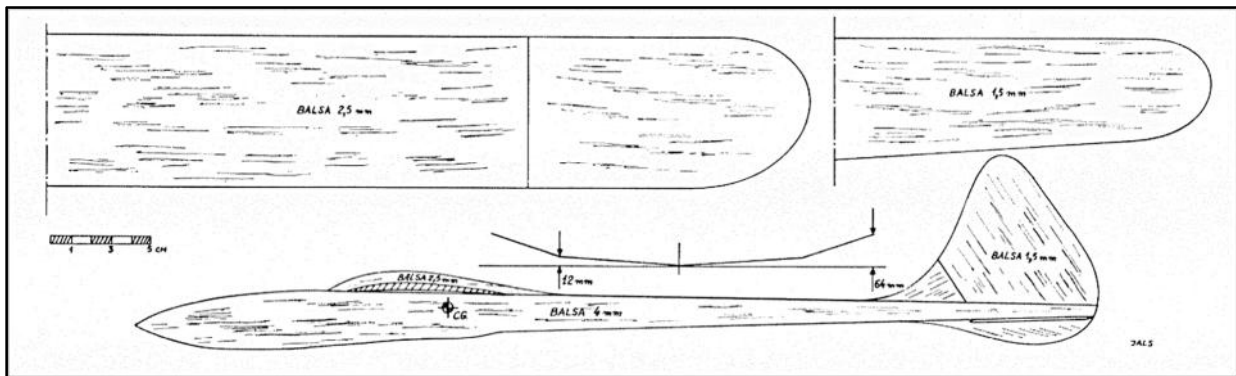 BALSA 2,5 mm
BALSA 1,5 mm
1 3 5 CM
BALSA 2,5 mm
12 mm
64 mm
BALSA 1,5 mm
CG
BALSA 4 mm
JALS